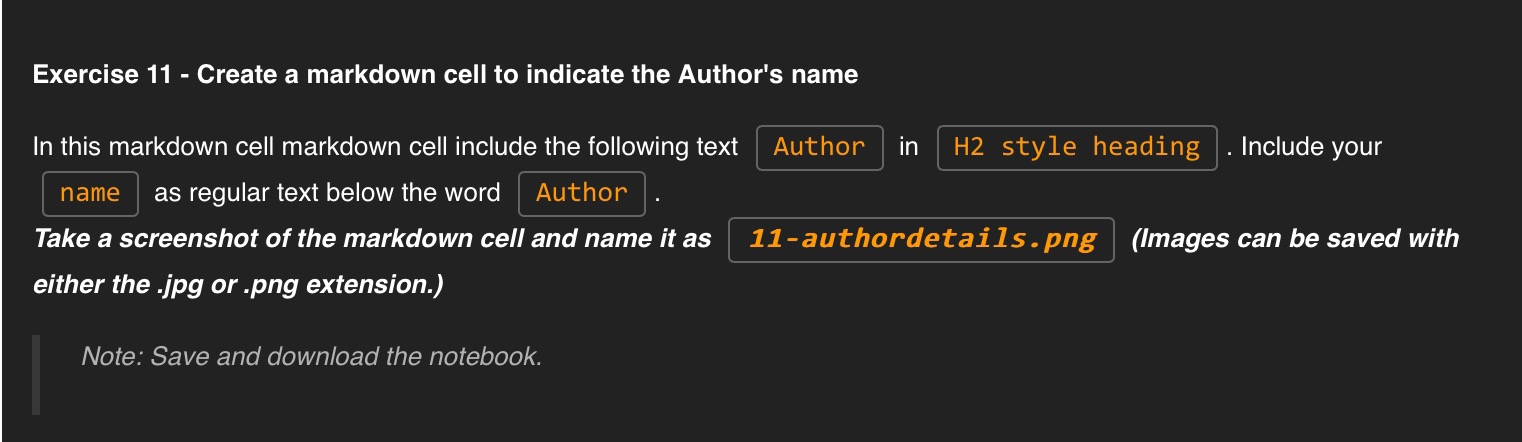 Exercise 11 - Create a markdown cell to indicate the Author's name
In this markdown cell markdown cell include the following text Author in H2 style heading . Include your
name as regular text below the word Author .
Take a screenshot of the markdown cell and name it as 11-authordetails.png (Images can be saved with
either the .jpg or .png extension.)
Note: Save and download the notebook.